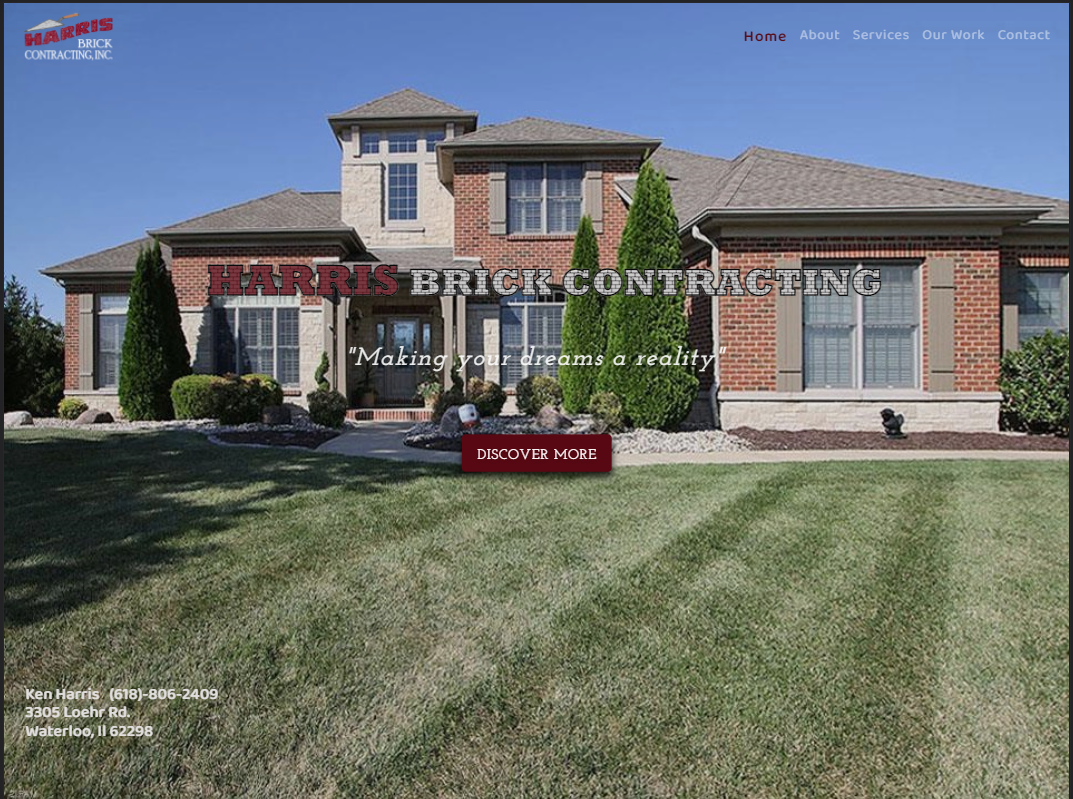 HARRIS
BRICK
CONTRACTING, INC.
Home About Services Our Work Contact
HARRIS BRICK CONTRACTING
"Making your dreams a reality"
DISCOVER MORE
Ken Harris (618)-806-2409
3305 Loehr Rd.
Waterloo, Il 62298